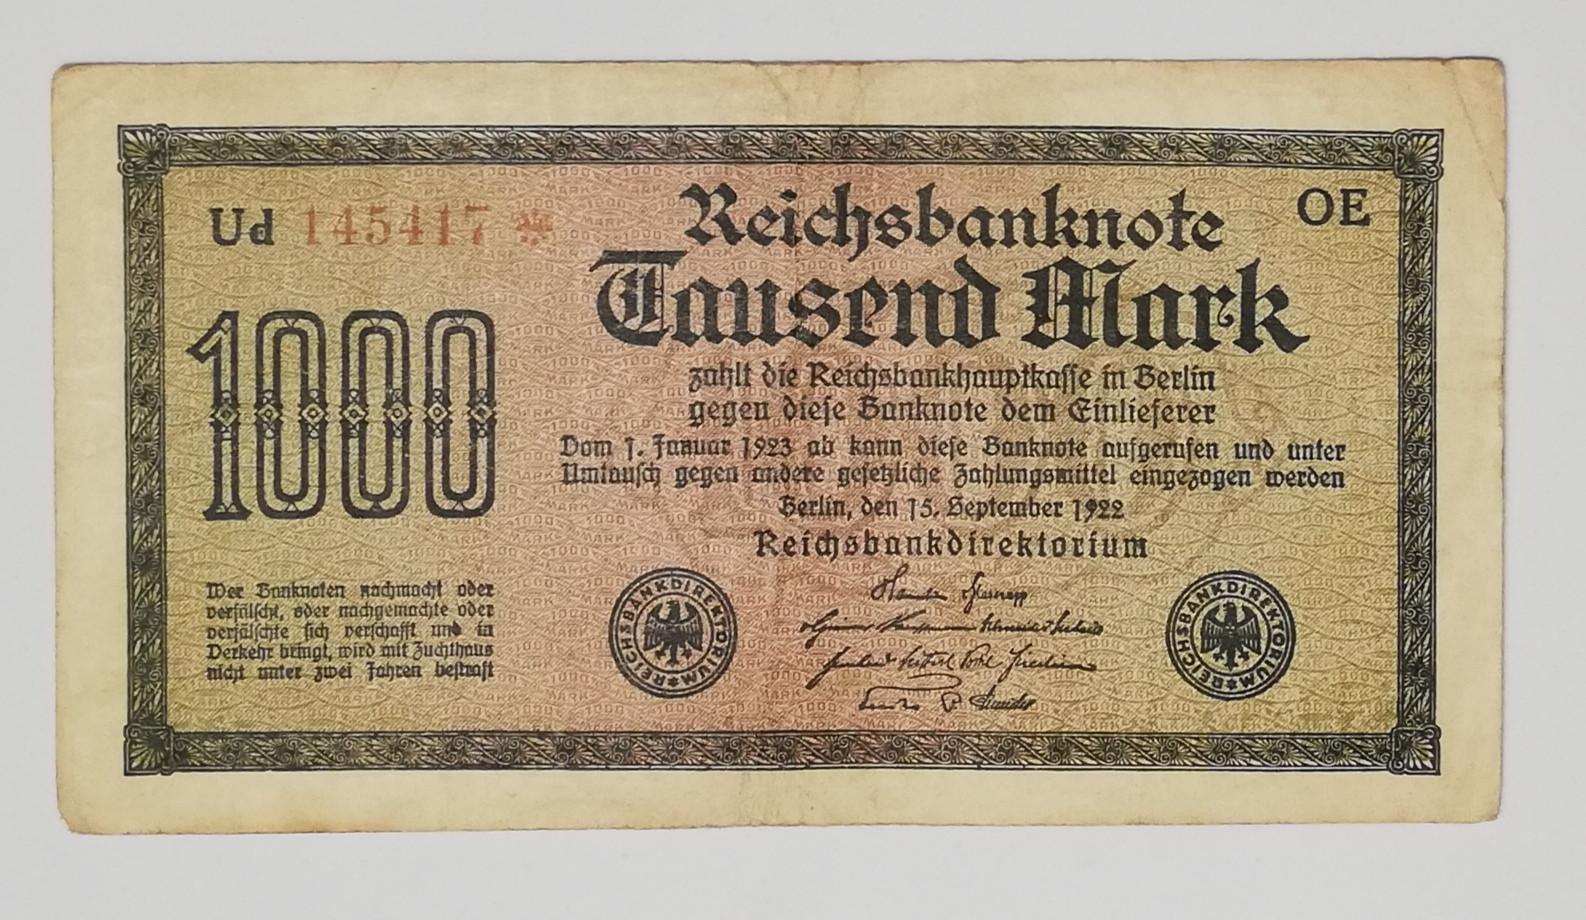 Ud 145417 *
OE
Reichsbanknote
Tausend Mark
1000
zahlt die Reichsbankhauptkasse in Berlin
gegen diese Banknote dem Einlieferer
Vom 1. Januar 1923 ab kann diese Banknote aufgerufen und unter
Umtausch gegen andere gesetzliche Zahlungsmittel eingezogen werden
Berlin, den 15. September 1922
Reichsbankdirektorium
Wer Banknoten nachmacht oder
verfälscht, oder nachgemachte oder
verfälschte sich verschafft und in
Verkehr bringt, wird mit Zuchthaus
nicht unter zwei Jahren bestraft
REICHSBANKDIREKTORIUM
REICHSBANKDIREKTORIUM